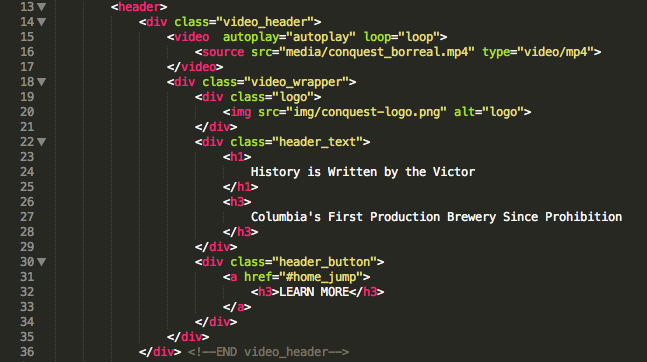 13 <header>
14 <div class="video_header">
15 <video  autoplay="autoplay" loop="loop">
16 <source src="media/conquest_borreal.mp4" type="video/mp4">
17 </video>
18 <div class="video_wrapper">
19 <div class="logo">
20 <img src="img/conquest-logo.png" alt="logo">
21 </div>
22 <div class="header_text">
23 <h1>
24 History is Written by the Victor
25 </h1>
26 <h3>
27 Columbia's First Production Brewery Since Prohibition
28 </h3>
29 </div>
30 <div class="header_button">
31 <a href="#home_jump">
32 <h3>LEARN MORE</h3>
33 </a>
34 </div>
35 </div>
36 </div> <!--END video_header-->